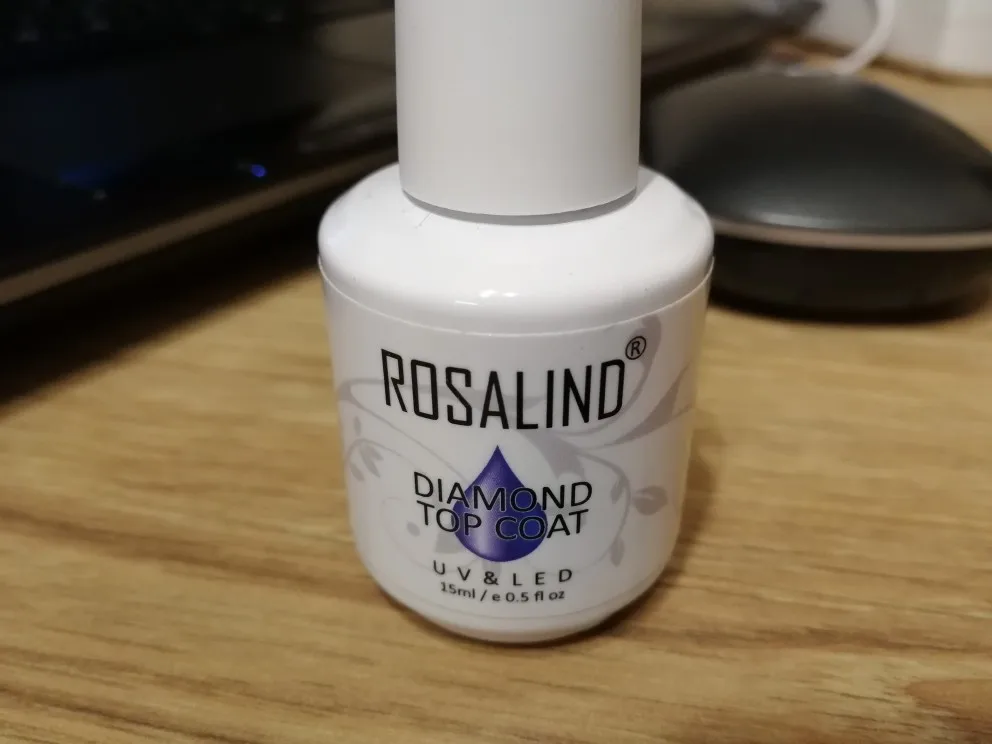 ROSALIND®
DIAMOND
TOP COAT
UV & LED
15ml / e 0.5 fl oz